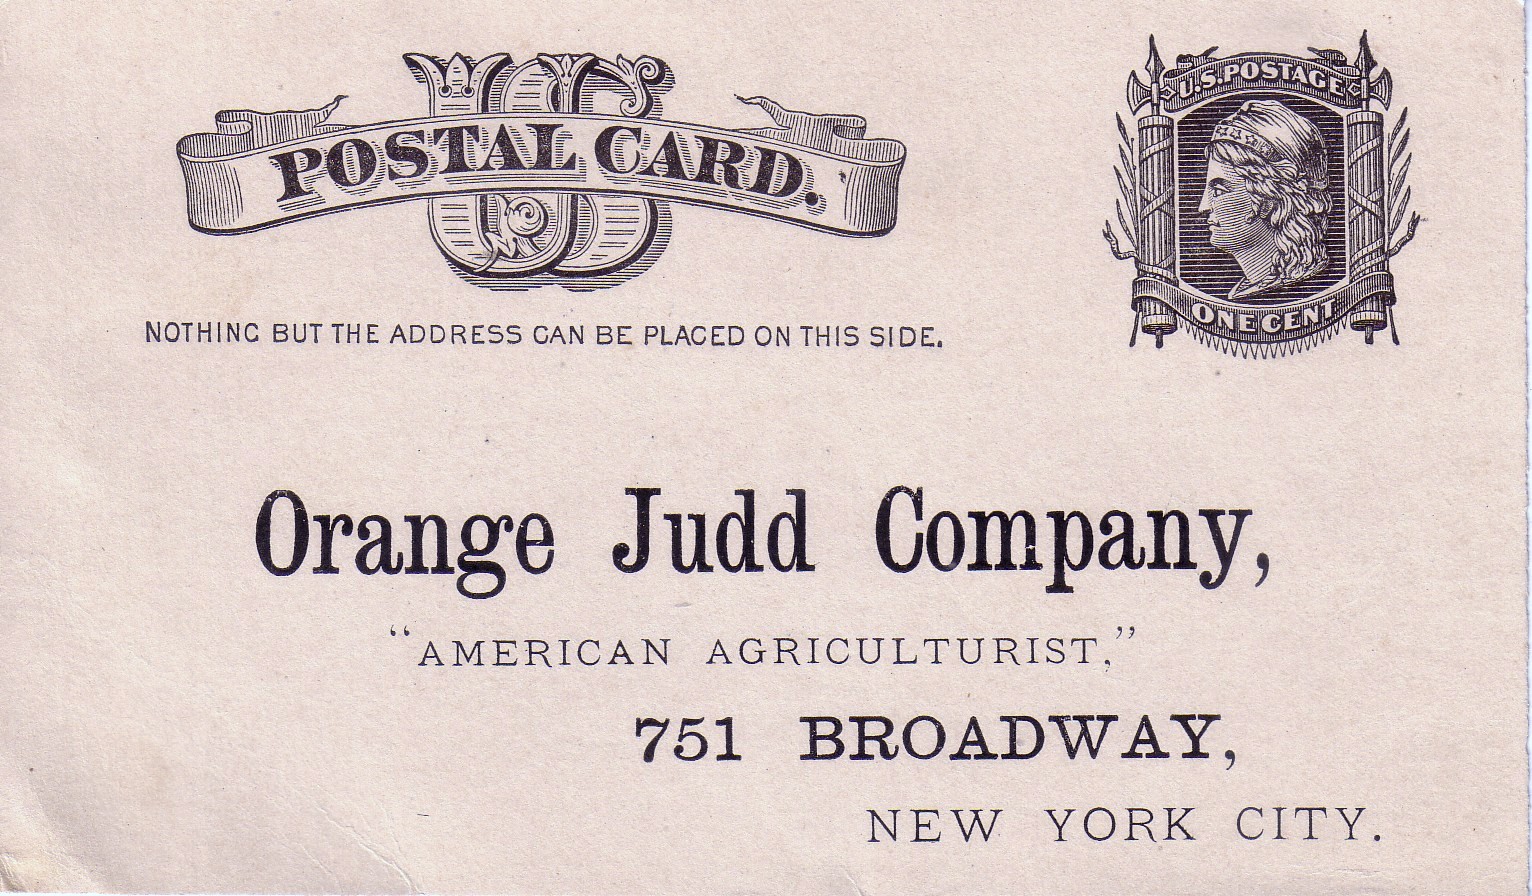 US
POSTAL CARD.
U.S. POSTAGE
ONE CENT
NOTHING BUT THE ADDRESS CAN BE PLACED ON THIS SIDE.
Orange Judd Company,
"AMERICAN AGRICULTURIST,"
751 BROADWAY,
NEW YORK CITY.